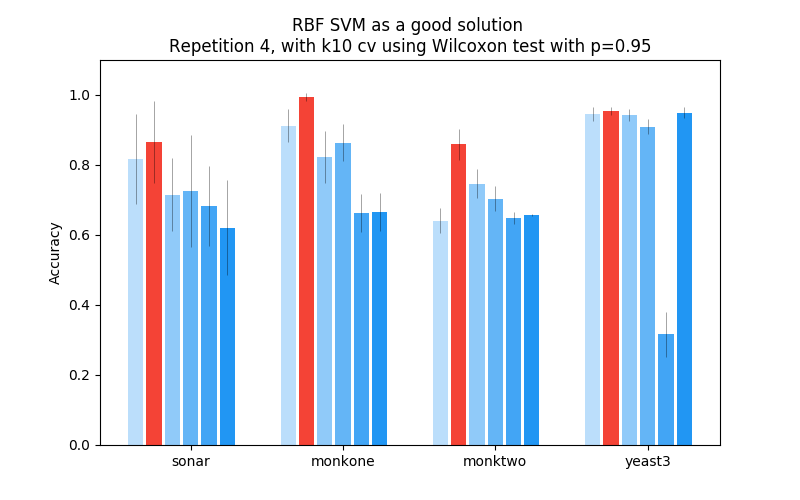 RBF SVM as a good solution
Repetition 4, with k10 cv using Wilcoxon test with p=0.95
Accuracy
1.0
0.8
0.6
0.4
0.2
0.0
sonar
monkone
monktwo
yeast3